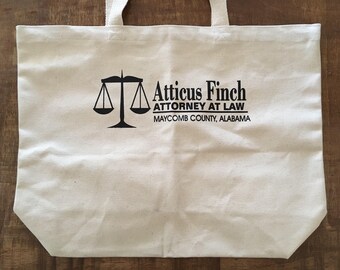 Atticus Finch
ATTORNEY AT LAW
MAYCOMB COUNTY, ALABAMA